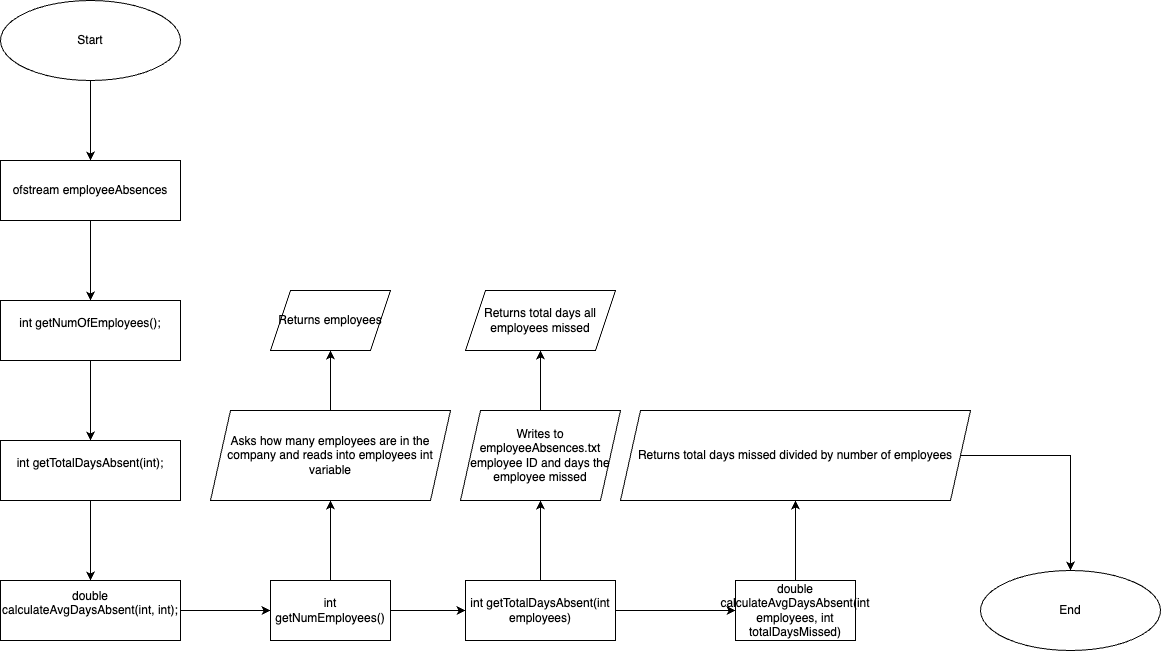 Start
ofstream employeeAbsences
int getNumOfEmployees();
int getTotalDaysAbsent(int);
double
calculateAvgDaysAbsent(int, int);
int
getNumEmployees()
Asks how many employees are in the
company and reads into employees int
variable
Returns employees
int getTotalDaysAbsent(int
employees)
Writes to
employeeAbsences.txt
employee ID and days the
employee missed
Returns total days all
employees missed
double
calculateAvgDaysAbsent(int
employees, int
totalDaysMissed)
Returns total days missed divided by number of employees
End